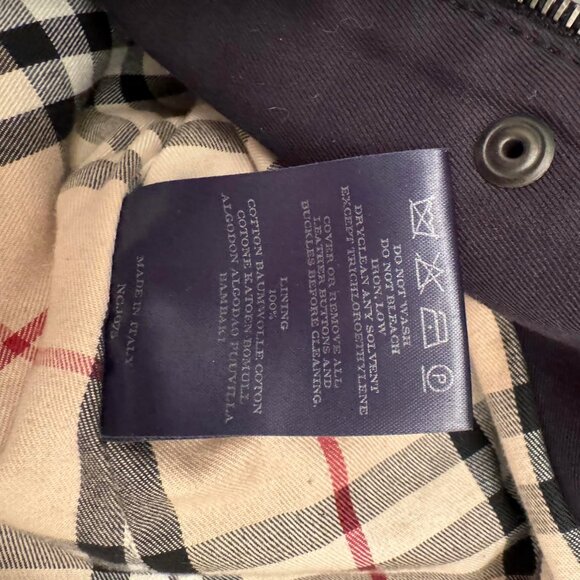 DO NOT WASH
DO NOT BLEACH
IRON LOW
DRYCLEAN ANY SOLVENT
EXCEPT TRICHLOROETHYLENE
P
COVER OR REMOVE ALL
LEATHER BUTTONS AND
BUCKLES BEFORE CLEANING.
LINING
100%
COTTON BAUMWOLLE COTON
COTONE KATOEN BOMULL
ALGODON ALGODAO PUUVILLA
BAMBAKI
MADE IN ITALY